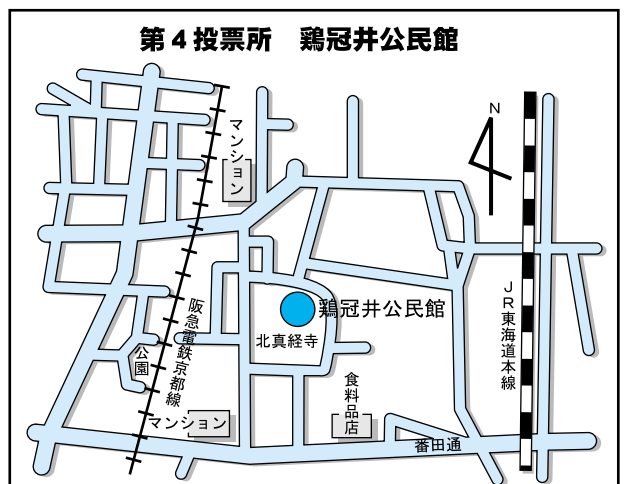 第4投票所　鶏冠井公民館
N
マンション
JR東海道本線
阪急電鉄京都線
鶏冠井公民館
北真経寺
公園
食料品店
マンション
番田通